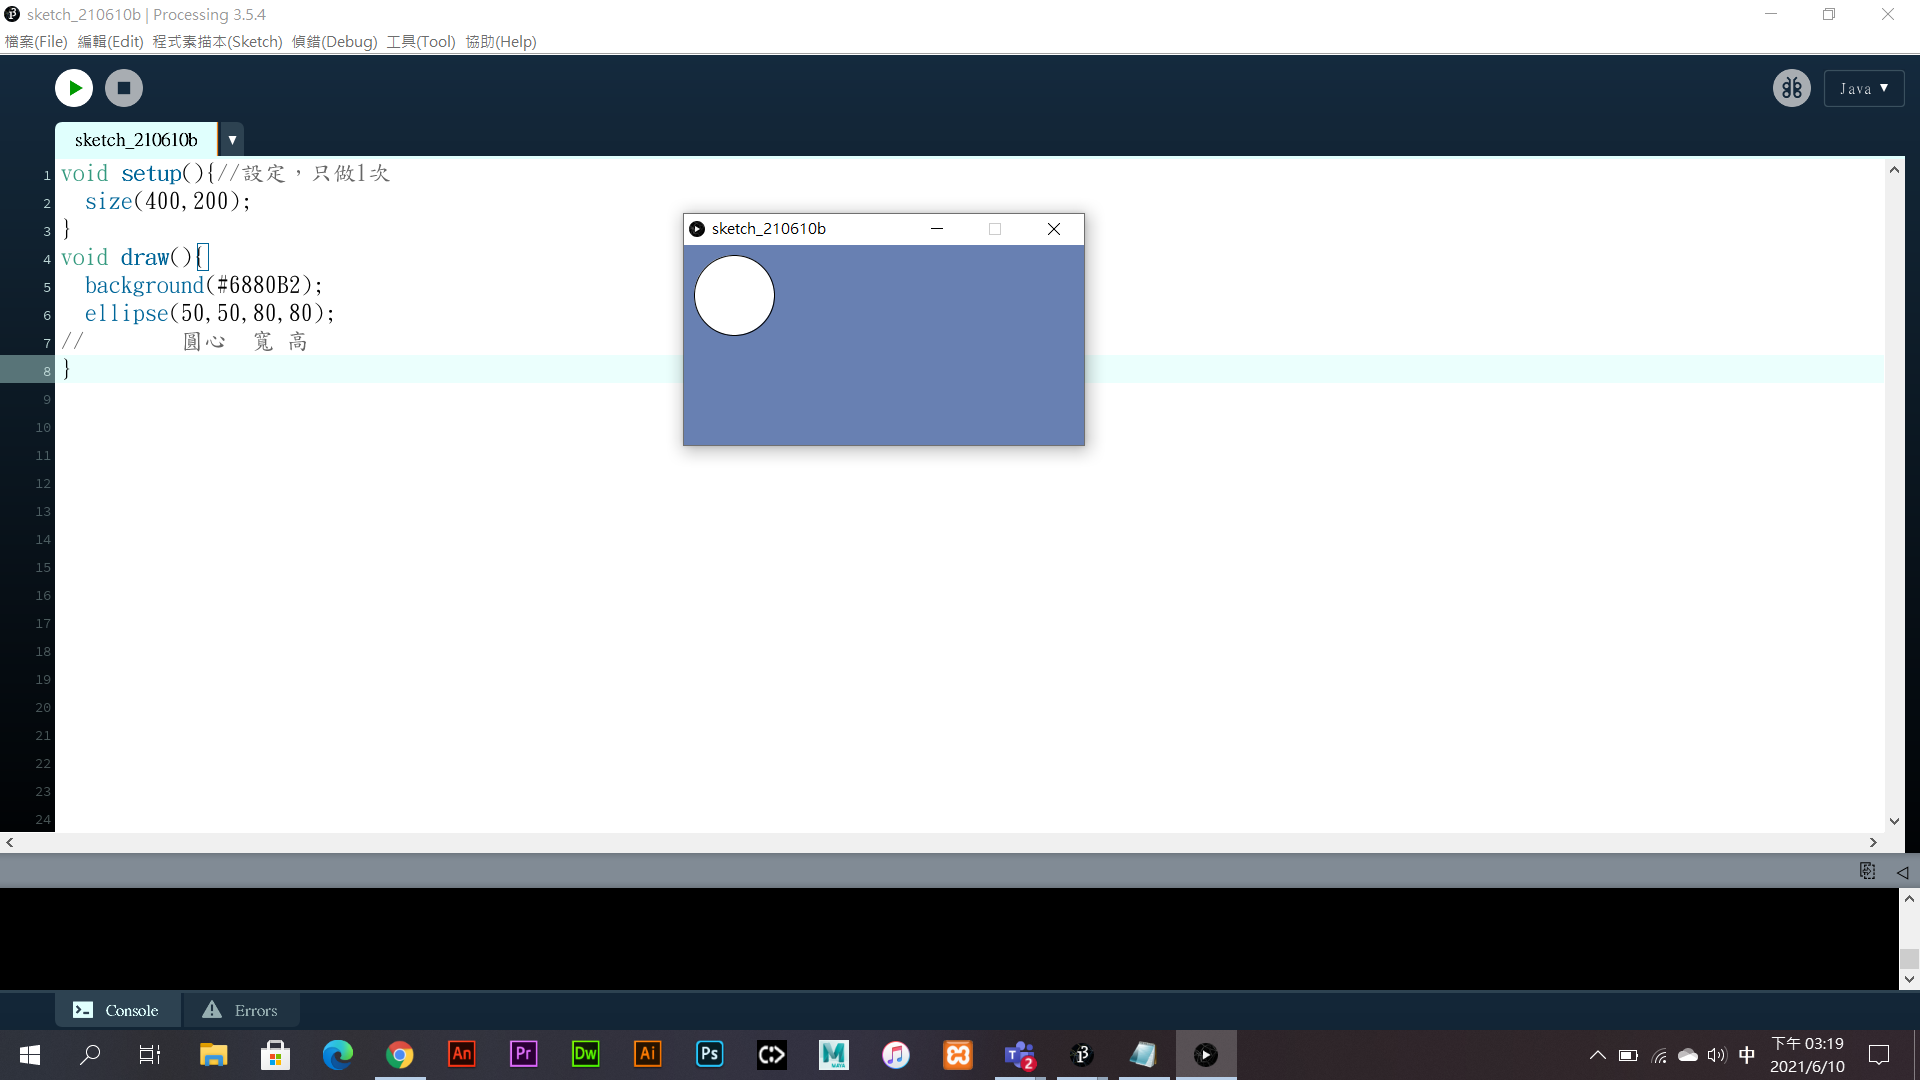 sketch_210610b | Processing 3.5.4
檔案(File) 編輯(Edit) 程式素描本(Sketch) 偵錯(Debug) 工具(Tool) 協助(Help)
Java ▼
sketch_210610b ▼
1 void setup(){//設定，只做1次
2 size(400,200);
3 }
4 void draw(){
5 background(#6880B2);
6 ellipse(50,50,80,80);
7 // 圓心 寬 高
8 }
9
10
11
12
13
14
15
16
17
18
19
20
21
22
23
24
sketch_210610b
Console
Errors
An Pr Dw Ai Ps
MAYA
2
中
下午 03:19
2021/6/10